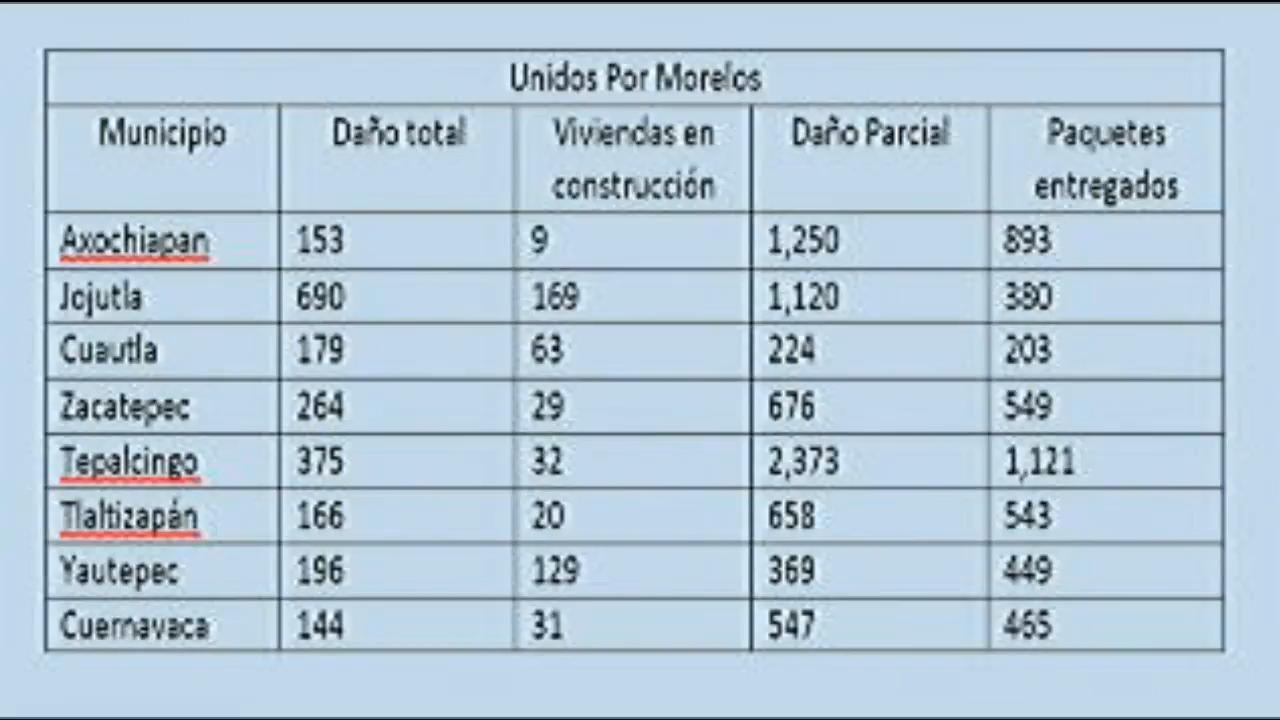 Unidos Por Morelos
Municipio Daño total Viviendas en construcción Daño Parcial Paquetes entregados
Axochiapan 153 9 1,250 893
Jojutla 690 169 1,120 380
Cuautla 179 63 224 203
Zacatepec 264 29 676 549
Tepalcingo 375 32 2,373 1,121
Tlaltizapán 166 20 658 543
Yautepec 196 129 369 449
Cuernavaca 144 31 547 465